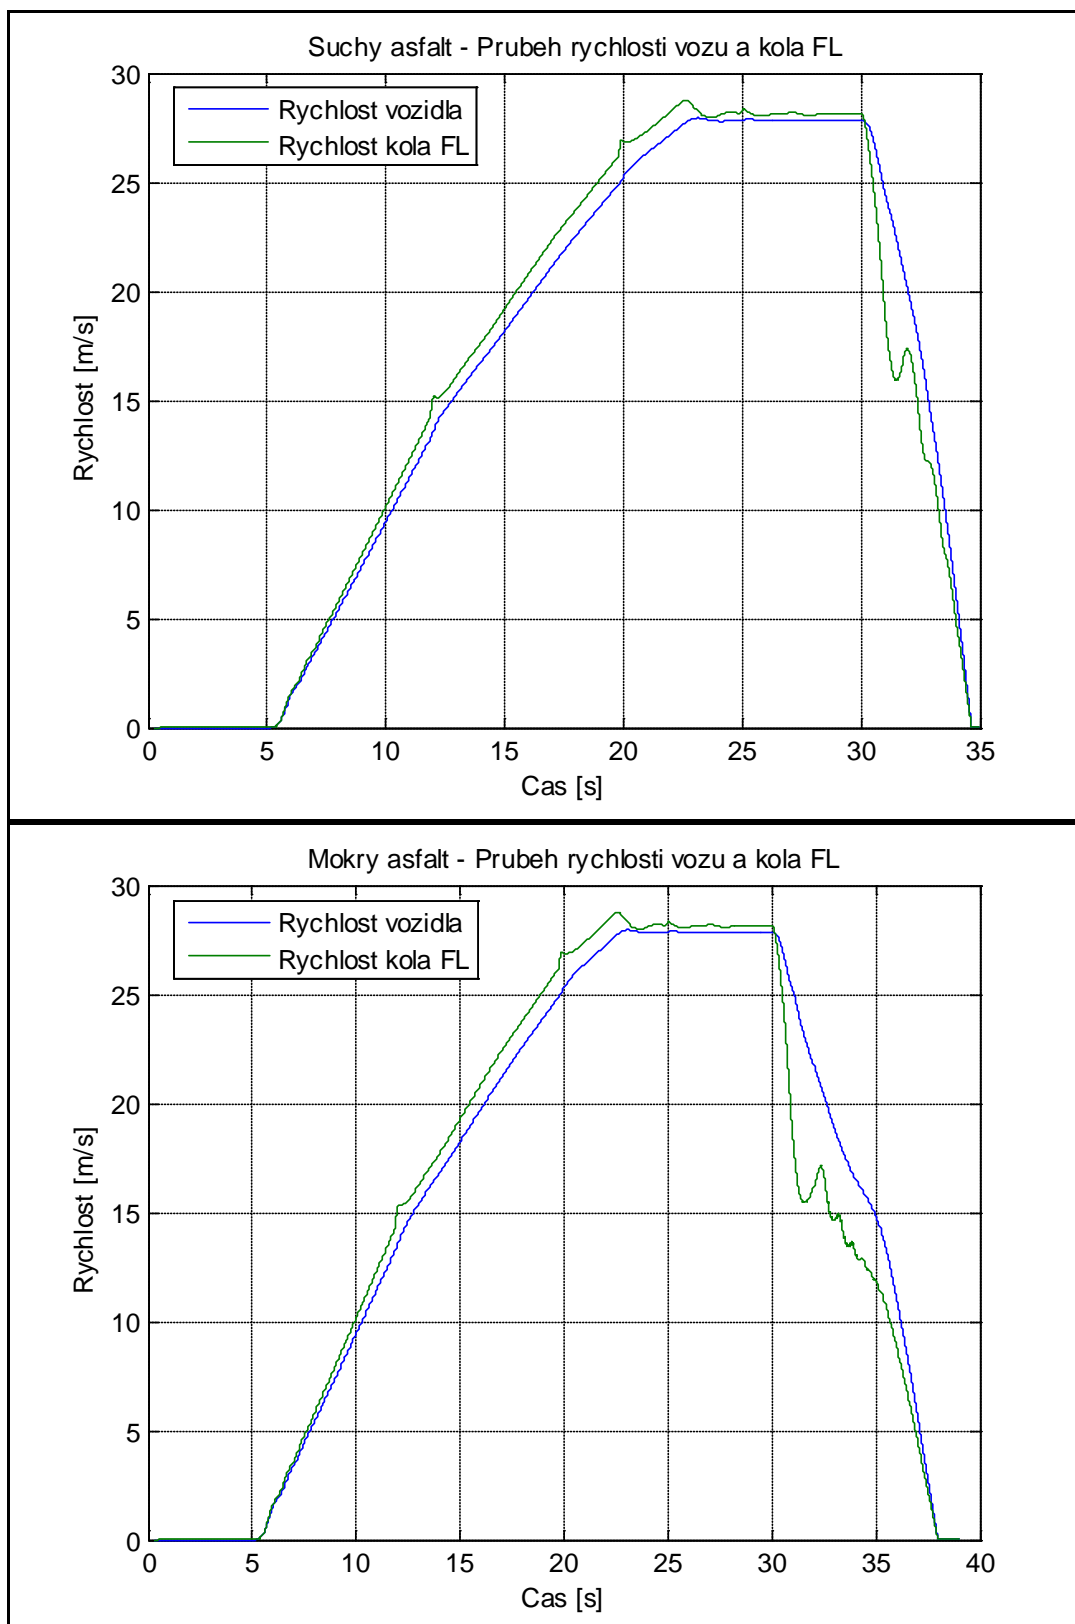 Suchy asfalt - Prubeh rychlosti vozu a kola FL
30
25
20
15
10
5
0
Rychlost [m/s]
Rychlost vozidla
Rychlost kola FL
0 5 10 15 20 25 30 35
Cas [s]
Mokry asfalt - Prubeh rychlosti vozu a kola FL
30
25
20
15
10
5
0
Rychlost [m/s]
Rychlost vozidla
Rychlost kola FL
0 5 10 15 20 25 30 35 40
Cas [s]